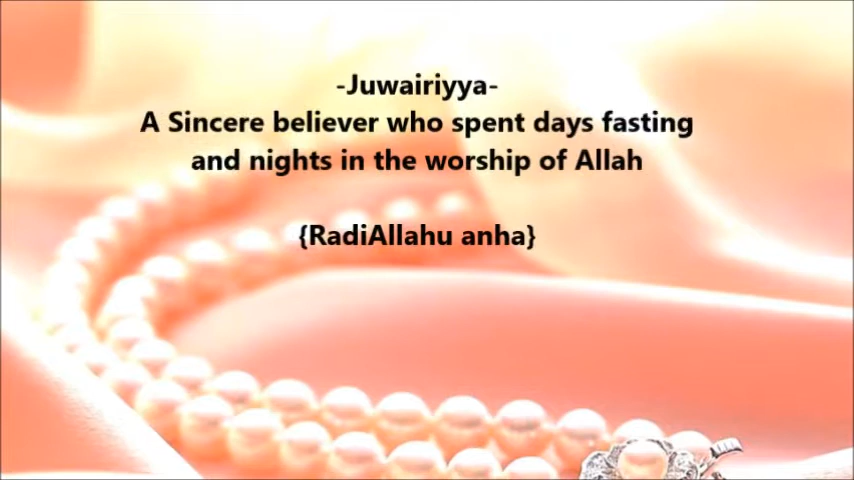 -Juwairiyya-
A Sincere believer who spent days fasting
and nights in the worship of Allah
{RadiAllahu anha}